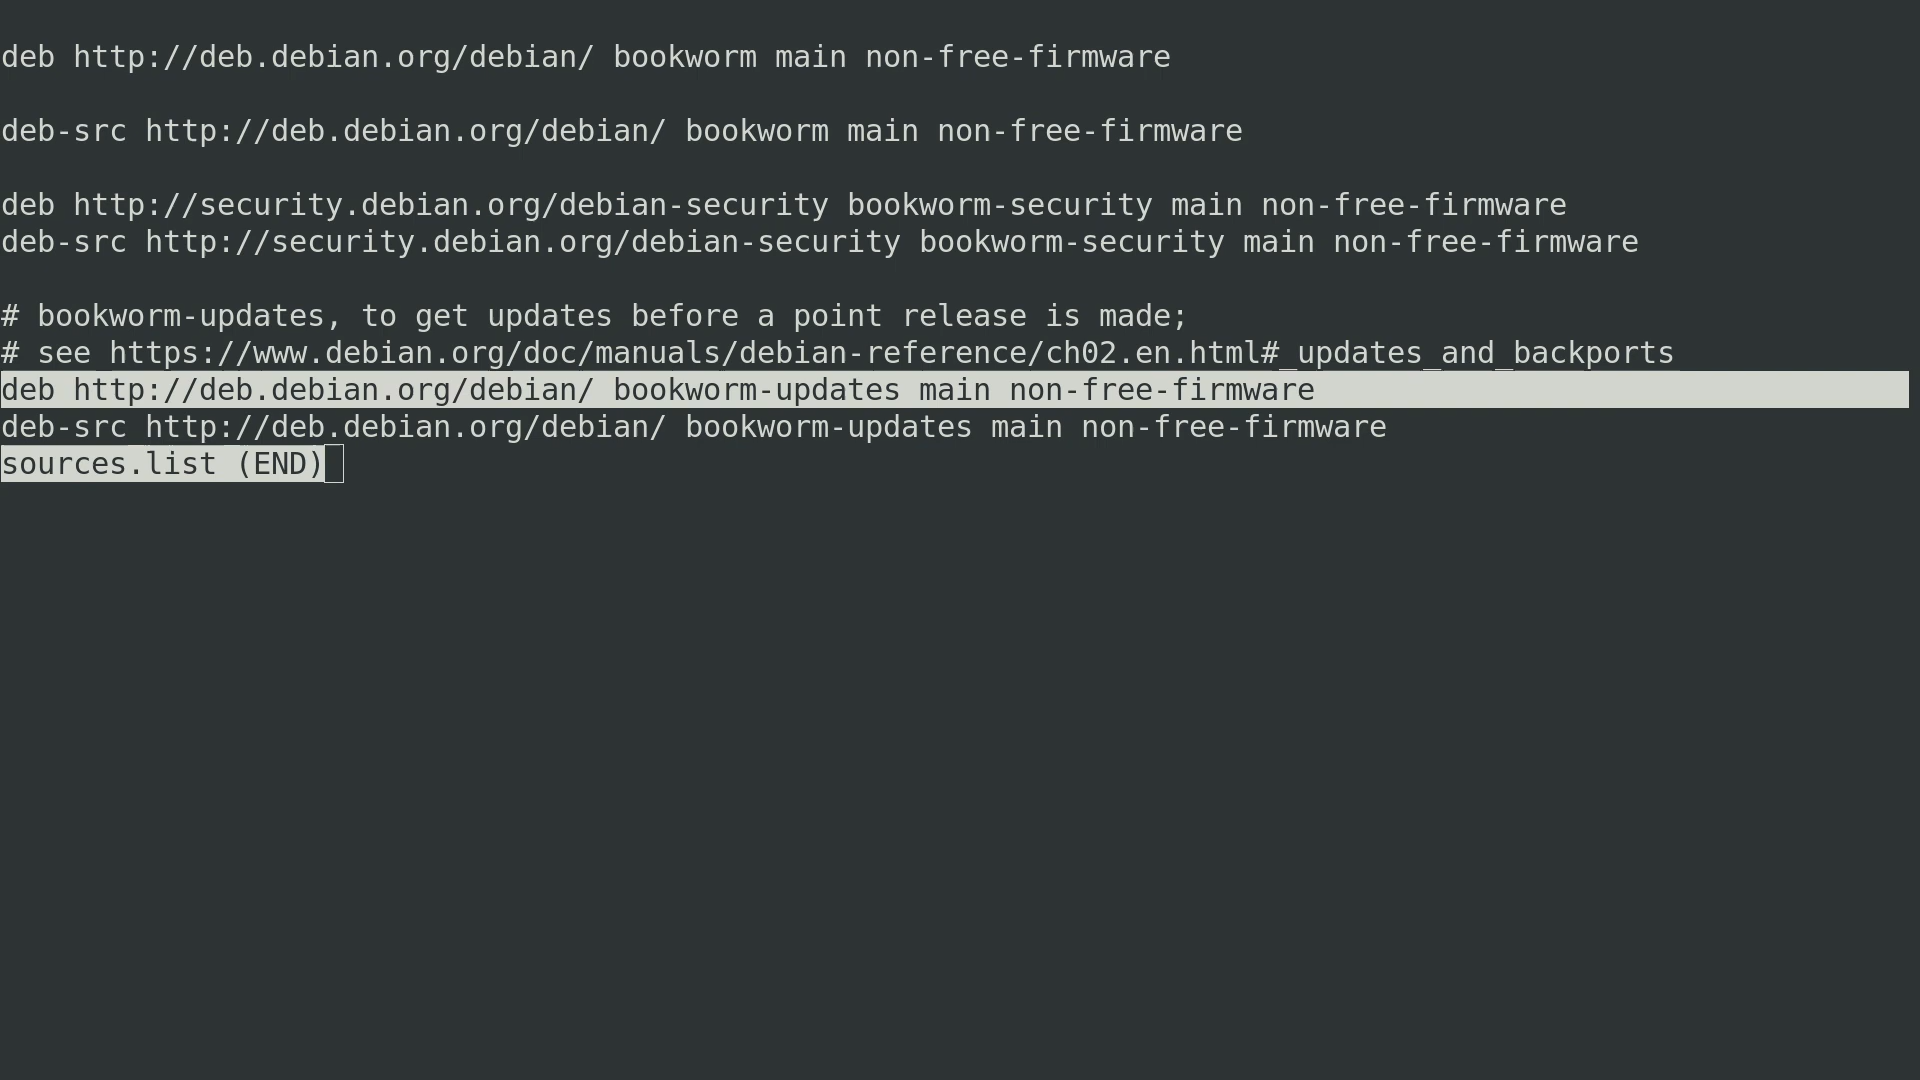 deb http://deb.debian.org/debian/ bookworm main non-free-firmware
deb-src http://deb.debian.org/debian/ bookworm main non-free-firmware
deb http://security.debian.org/debian-security bookworm-security main non-free-firmware
deb-src http://security.debian.org/debian-security bookworm-security main non-free-firmware
# bookworm-updates, to get updates before a point release is made;
# see https://www.debian.org/doc/manuals/debian-reference/ch02.en.html#_updates_and_backports
deb http://deb.debian.org/debian/ bookworm-updates main non-free-firmware
deb-src http://deb.debian.org/debian/ bookworm-updates main non-free-firmware
sources.list (END)